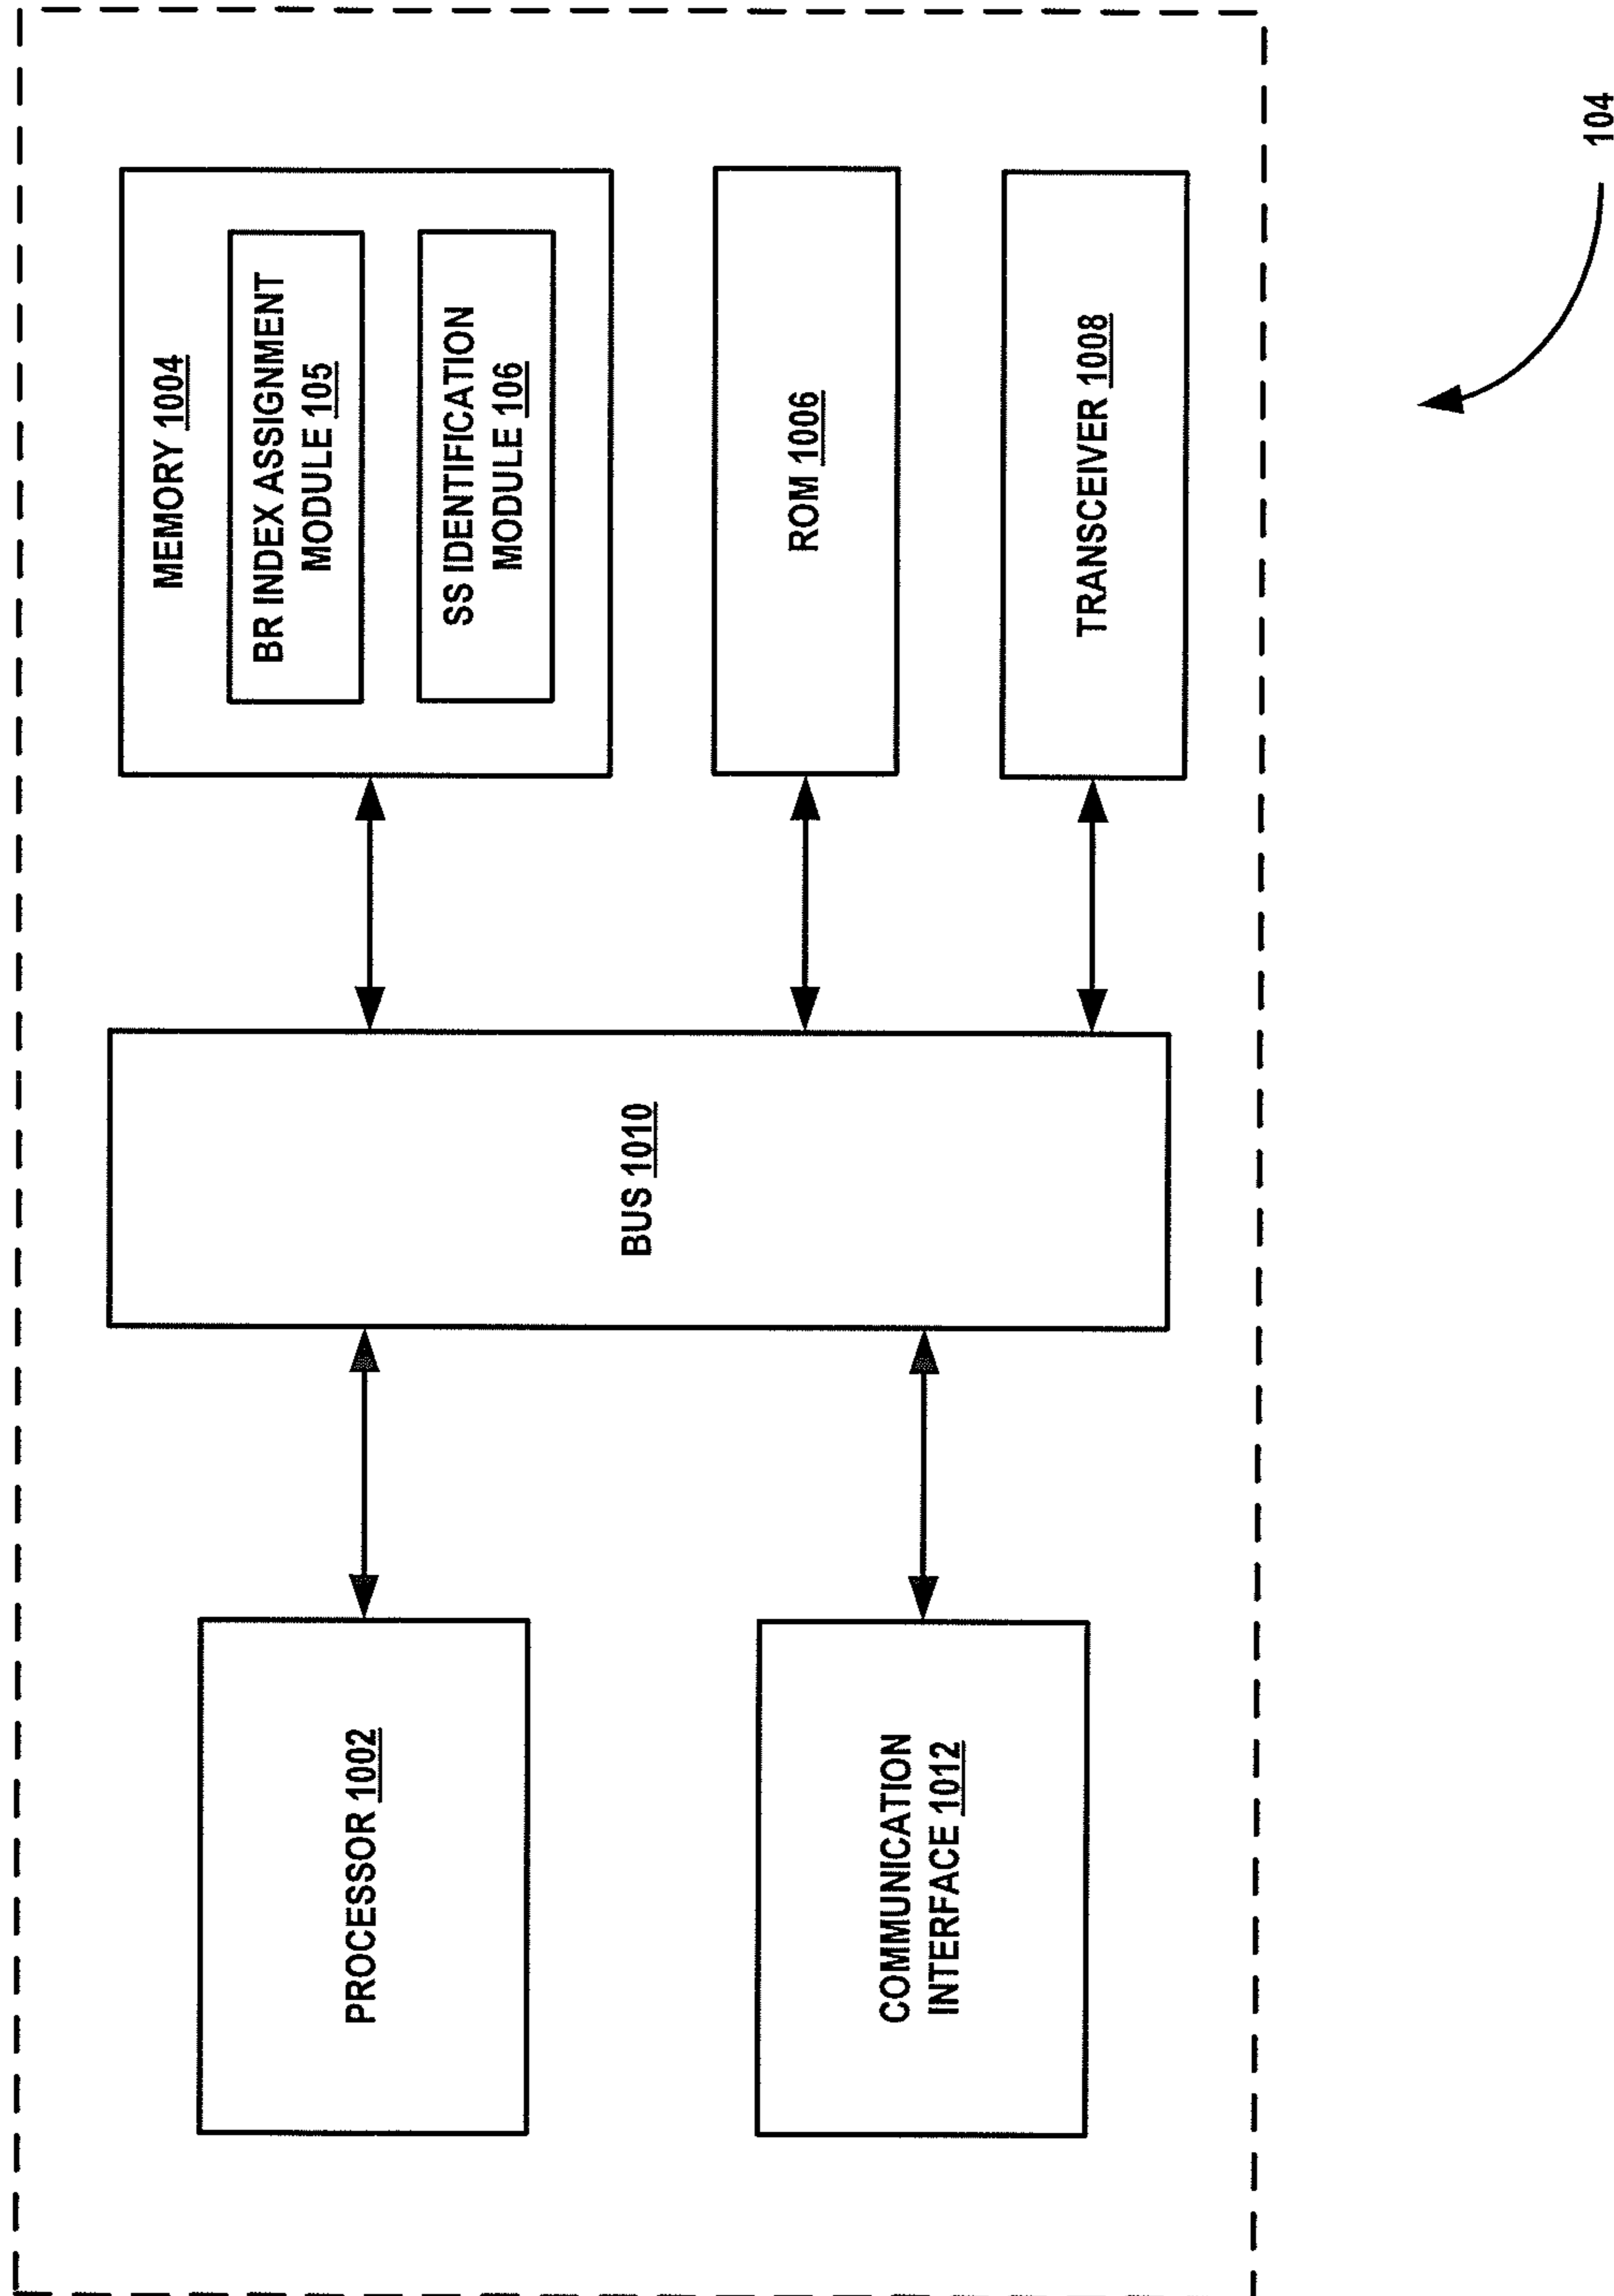 PROCESSOR 1002
COMMUNICATION
INTERFACE 1012
BUS 1010
MEMORY 1004
BR INDEX ASSIGNMENT
MODULE 105
SS IDENTIFICATION
MODULE 106
ROM 1006
TRANSCEIVER 1008
104